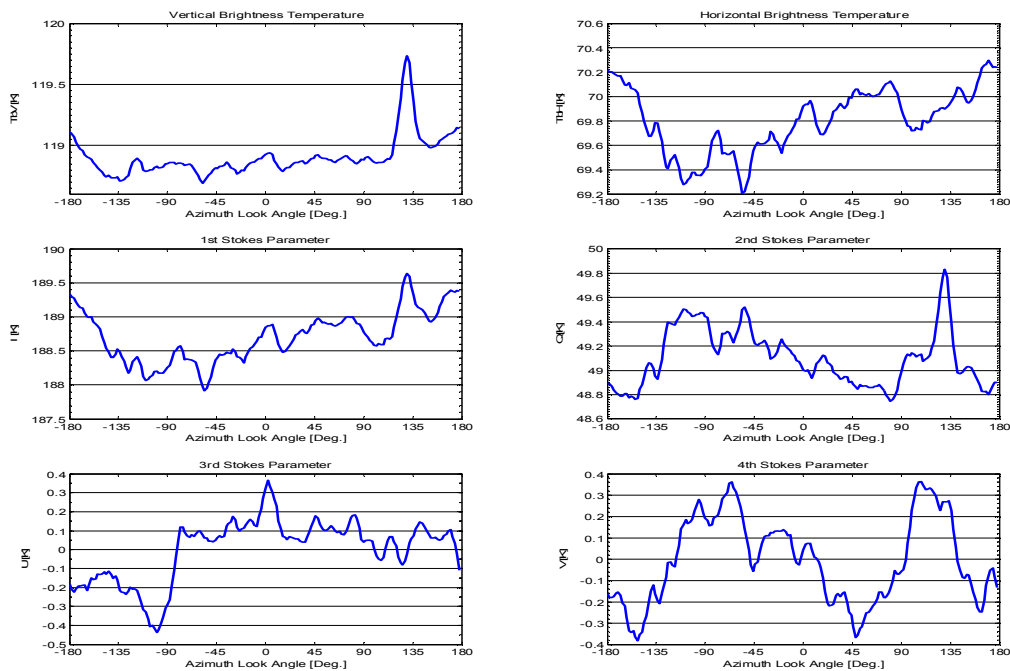 Vertical Brightness Temperature
120
119.5
119
TbV[K]
-180 -135 -90 -45 0 45 90 135 180
Azimuth Look Angle [Deg.]
Horizontal Brightness Temperature
70.6
70.4
70.2
70
69.8
69.6
69.4
69.2
TbH[K]
-180 -135 -90 -45 0 45 90 135 180
Azimuth Look Angle [Deg.]
1st Stokes Parameter
190
189.5
189
188.5
188
187.5
I [K]
-180 -135 -90 -45 0 45 90 135 180
Azimuth Look Angle [Deg.]
2nd Stokes Parameter
50
49.8
49.6
49.4
49.2
49
48.8
48.6
Q[K]
-180 -135 -90 -45 0 45 90 135 180
Azimuth Look Angle [Deg.]
3rd Stokes Parameter
0.4
0.3
0.2
0.1
0
-0.1
-0.2
-0.3
-0.4
-0.5
U[K]
-180 -135 -90 -45 0 45 90 135 180
Azimuth Look Angle [Deg.]
4th Stokes Parameter
0.4
0.3
0.2
0.1
0
-0.1
-0.2
-0.3
-0.4
V[K]
-180 -135 -90 -45 0 45 90 135 180
Azimuth Look Angle [Deg.]